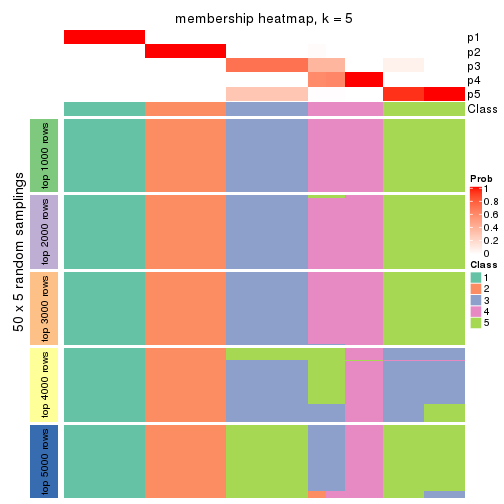 membership heatmap, k = 5
p1
p2
p3
p4
p5
Class
50 x 5 random samplings
top 1000 rows
top 2000 rows
top 3000 rows
top 4000 rows
top 5000 rows
Prob
1
0.8
0.6
0.4
0.2
0
Class
1
2
3
4
5